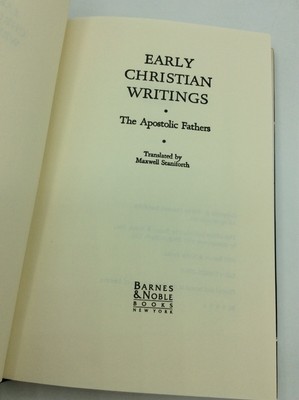 EARLY
CHRISTIAN
WRITINGS
The Apostolic Fathers
Translated by
Maxwell Staniforth
BARNES
& NOBLE
BOOKS
NEW YORK